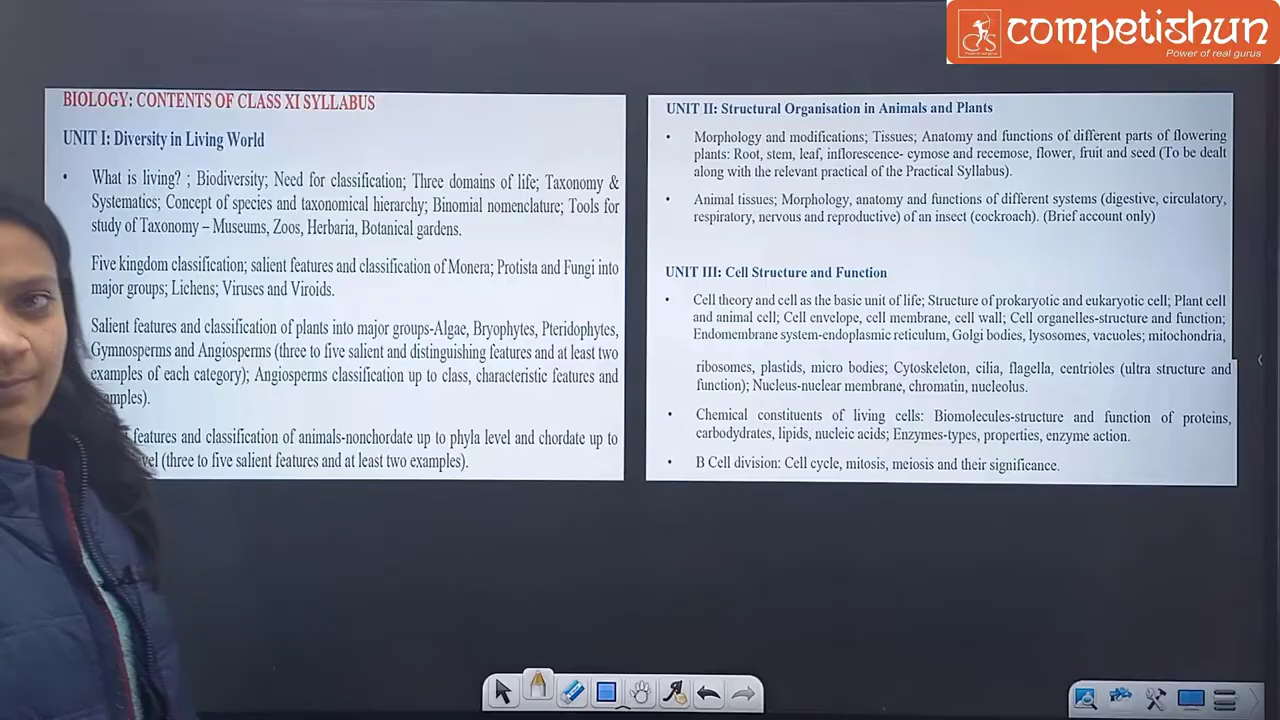 competishun
Power of real gurus
BIOLOGY: CONTENTS OF CLASS XI SYLLABUS
UNIT I: Diversity in Living World
• What is living? ; Biodiversity; Need for classification; Three domains of life; Taxonomy &
Systematics; Concept of species and taxonomical hierarchy; Binomial nomenclature; Tools for
study of Taxonomy – Museums, Zoos, Herbaria, Botanical gardens.
Five kingdom classification; salient features and classification of Monera; Protista and Fungi into
major groups; Lichens; Viruses and Viroids.
Salient features and classification of plants into major groups-Algae, Bryophytes, Pteridophytes,
Gymnosperms and Angiosperms (three to five salient and distinguishing features and at least two
examples of each category); Angiosperms classification up to class, characteristic features and
amples).
features and classification of animals-nonchordate up to phyla level and chordate up to
vel (three to five salient features and at least two examples).
UNIT II: Structural Organisation in Animals and Plants
• Morphology and modifications; Tissues; Anatomy and functions of different parts of flowering
plants: Root, stem, leaf, inflorescence- cymose and recemose, flower, fruit and seed (To be dealt
along with the relevant practical of the Practical Syllabus).
• Animal tissues; Morphology, anatomy and functions of different systems (digestive, circulatory,
respiratory, nervous and reproductive) of an insect (cockroach). (Brief account only)
UNIT III: Cell Structure and Function
• Cell theory and cell as the basic unit of life; Structure of prokaryotic and eukaryotic cell; Plant cell
and animal cell; Cell envelope, cell membrane, cell wall; Cell organelles-structure and function;
Endomembrane system-endoplasmic reticulum, Golgi bodies, lysosomes, vacuoles; mitochondria,
ribosomes, plastids, micro bodies; Cytoskeleton, cilia, flagella, centrioles (ultra structure and
function); Nucleus-nuclear membrane, chromatin, nucleolus.
• Chemical constituents of living cells: Biomolecules-structure and function of proteins,
carbodydrates, lipids, nucleic acids; Enzymes-types, properties, enzyme action.
• B Cell division: Cell cycle, mitosis, meiosis and their significance.